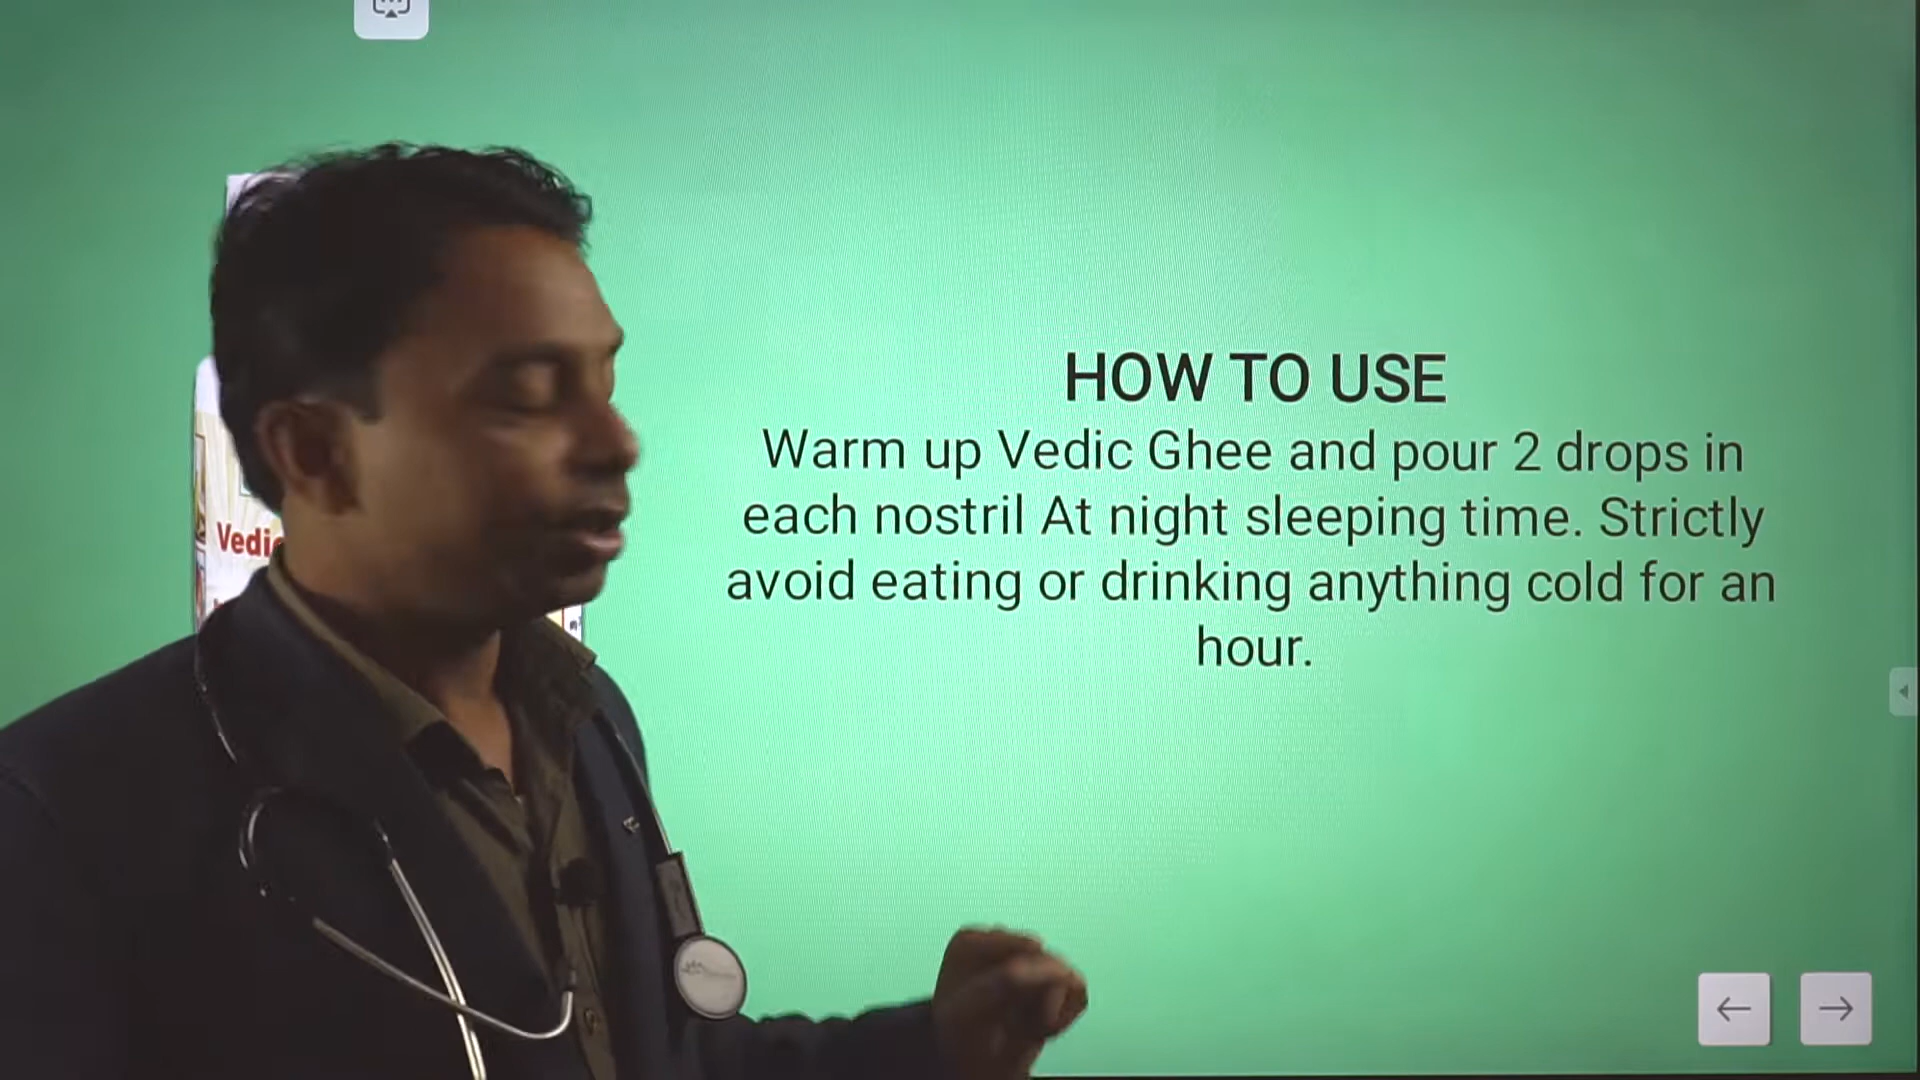 HOW TO USE
Warm up Vedic Ghee and pour 2 drops in
each nostril At night sleeping time. Strictly
avoid eating or drinking anything cold for an
hour.
Vedic